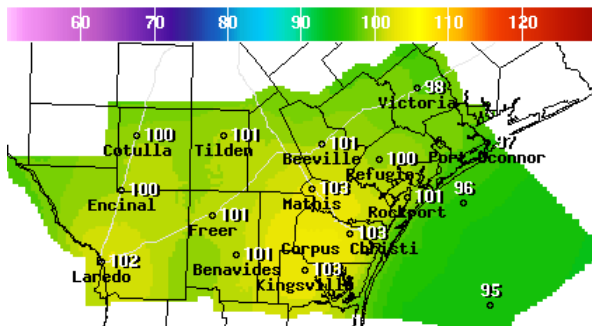 60 70 80 90 100 110 120
98
Victoria
100
Cotulla
101
Tilden
101
Beeville
97
Port Oconnor
100
Refugio
100
Encinal
103
Mathis
101
Rockport
96
101
Freer
103
Corpus Christi
102
Laredo
101
Benavides
103
Kingsville
95